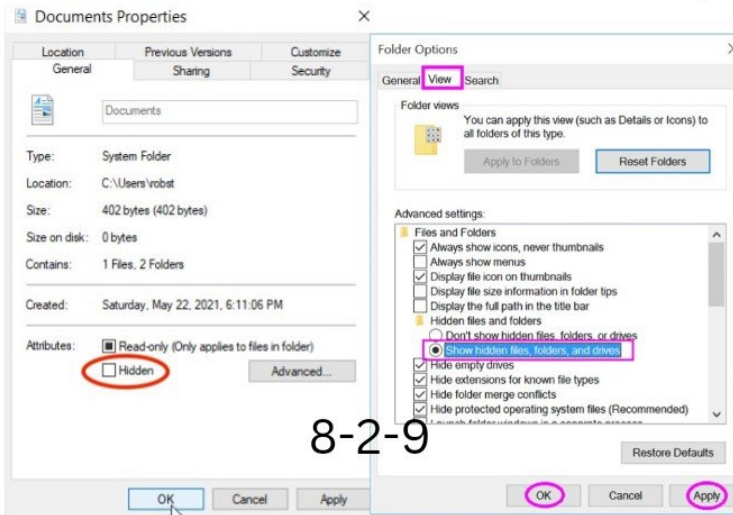 Documents Properties
Location Previous Versions Customize
General Sharing Security
Documents
Type: System Folder
Location: C:\Users\robst
Size: 402 bytes (402 bytes)
Size on disk: 0 bytes
Contains: 1 Files, 2 Folders
Created: Saturday, May 22, 2021, 6:11:06 PM
Attributes: Read-only (Only applies to files in folder)
Hidden Advanced...
OK Cancel Apply
Folder Options
General View Search
Folder views
You can apply this view (such as Details or Icons) to
all folders of this type.
Apply to Folders Reset Folders
Advanced settings:
Files and Folders
Always show icons, never thumbnails
Always show menus
Display file icon on thumbnails
Display file size information in folder tips
Display the full path in the title bar
Hidden files and folders
Don't show hidden files, folders, or drives
Show hidden files, folders, and drives
Hide empty drives
Hide extensions for known file types
Hide folder merge conflicts
Hide protected operating system files (Recommended)
Launch folder windows in a separate process
Restore Defaults
OK Cancel Apply
8-2-9